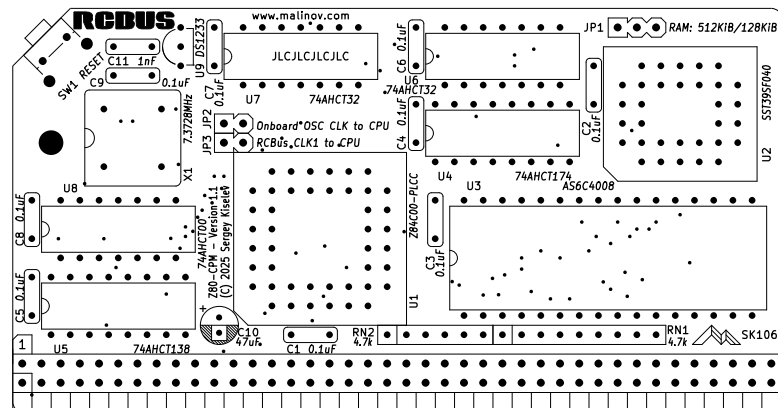 RCBUS
www.malinov.com
JP1
RAM: 512KiB/128KiB
SW1 RESET
C11 1nF
C9 0.1uF
U9 DS1233
C7
0.1uF
JLCJLCJLCJLC
U7
74AHCT32
0.1uF
C6
U6
74AHCT32
C2
0.1uF
SST39SF040
U2
7.3728MHz
X1
JP2
Onboard OSC CLK to CPU
JP3
RCBus CLK1 to CPU
0.1uF
C4
U4
74AHCT174
U3
AS6C4008
U8
74AHCT00
0.1uF
C8
Z80-CPM - Version 1.1
(C) 2025 Sergey Kiselev
Z84C00-PLCC
U1
C3
0.1uF
0.1uF
C5
U5
74AHCT138
+
C10
47uF
C1 0.1uF
RN2
4.7k
RN1
4.7k
SK106
1